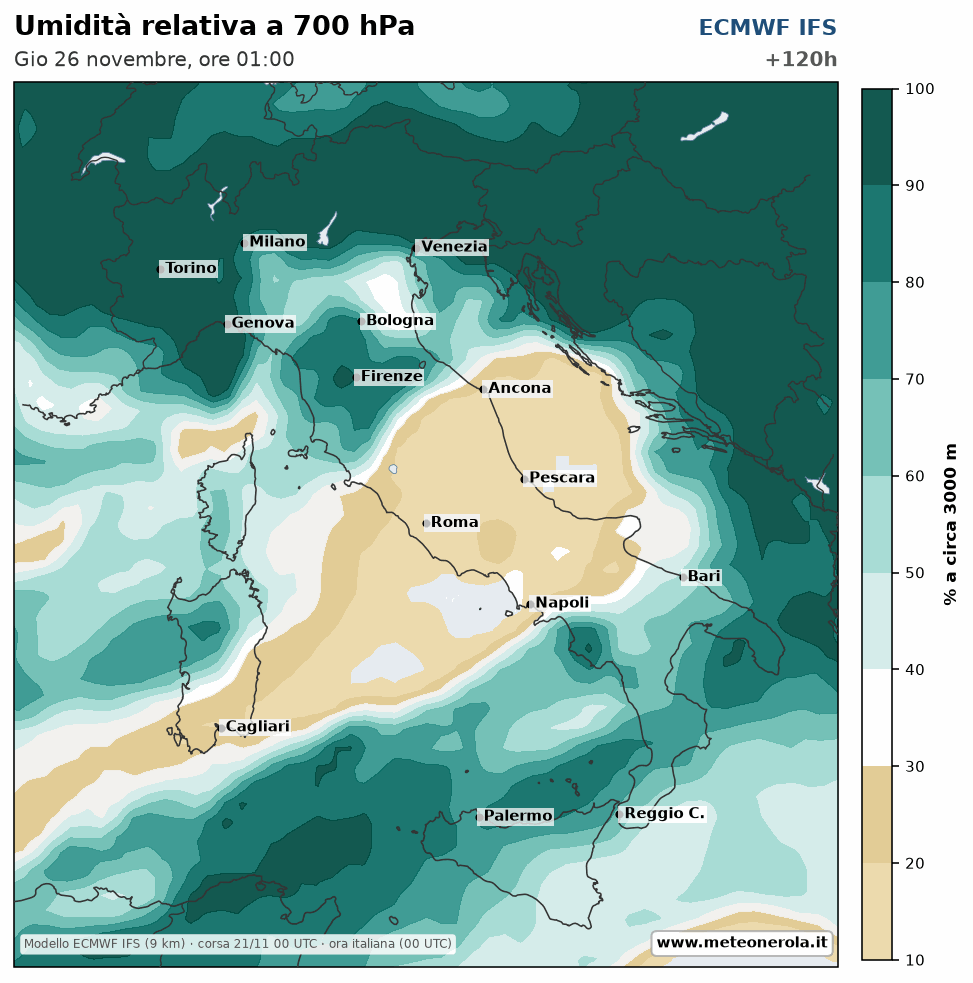 Umidità relativa a 700 hPa
ECMWF IFS
Gio 26 novembre, ore 01:00
+120h
100
90
80
70
60
50
40
30
20
10
% a circa 3000 m
Milano
Venezia
Torino
Genova
Bologna
Firenze
Ancona
Pescara
Roma
Bari
Napoli
Cagliari
Palermo
Reggio C.
Modello ECMWF IFS (9 km) · corsa 21/11 00 UTC · ora italiana (00 UTC)
www.meteonerola.it